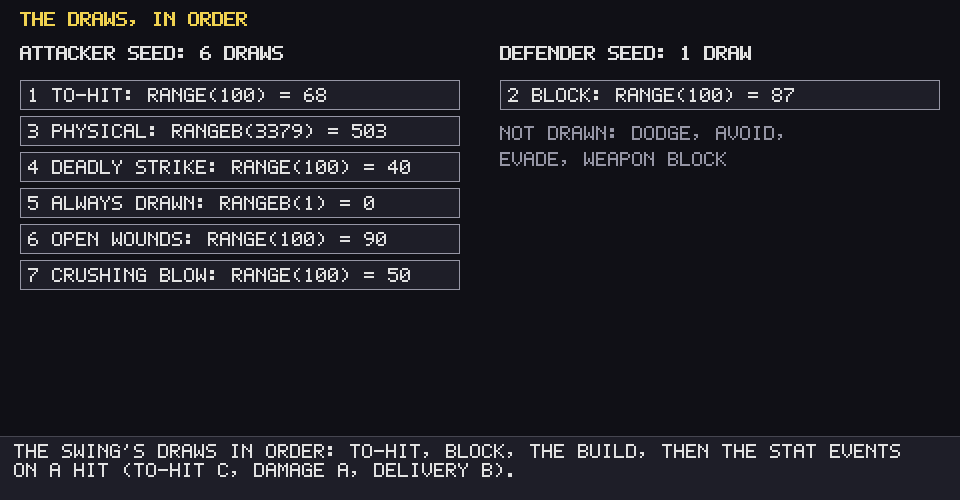 THE DRAWS, IN ORDER
ATTACKER SEED: 6 DRAWS
1 TO-HIT: RANGE(100) = 68
3 PHYSICAL: RANGEB(3379) = 503
4 DEADLY STRIKE: RANGE(100) = 40
5 ALWAYS DRAWN: RANGEB(1) = 0
6 OPEN WOUNDS: RANGE(100) = 90
7 CRUSHING BLOW: RANGE(100) = 50
DEFENDER SEED: 1 DRAW
2 BLOCK: RANGE(100) = 87
NOT DRAWN: DODGE, AVOID,
EVADE, WEAPON BLOCK
THE SWING'S DRAWS IN ORDER: TO-HIT, BLOCK, THE BUILD, THEN THE STAT EVENTS
ON A HIT (TO-HIT C, DAMAGE A, DELIVERY B).